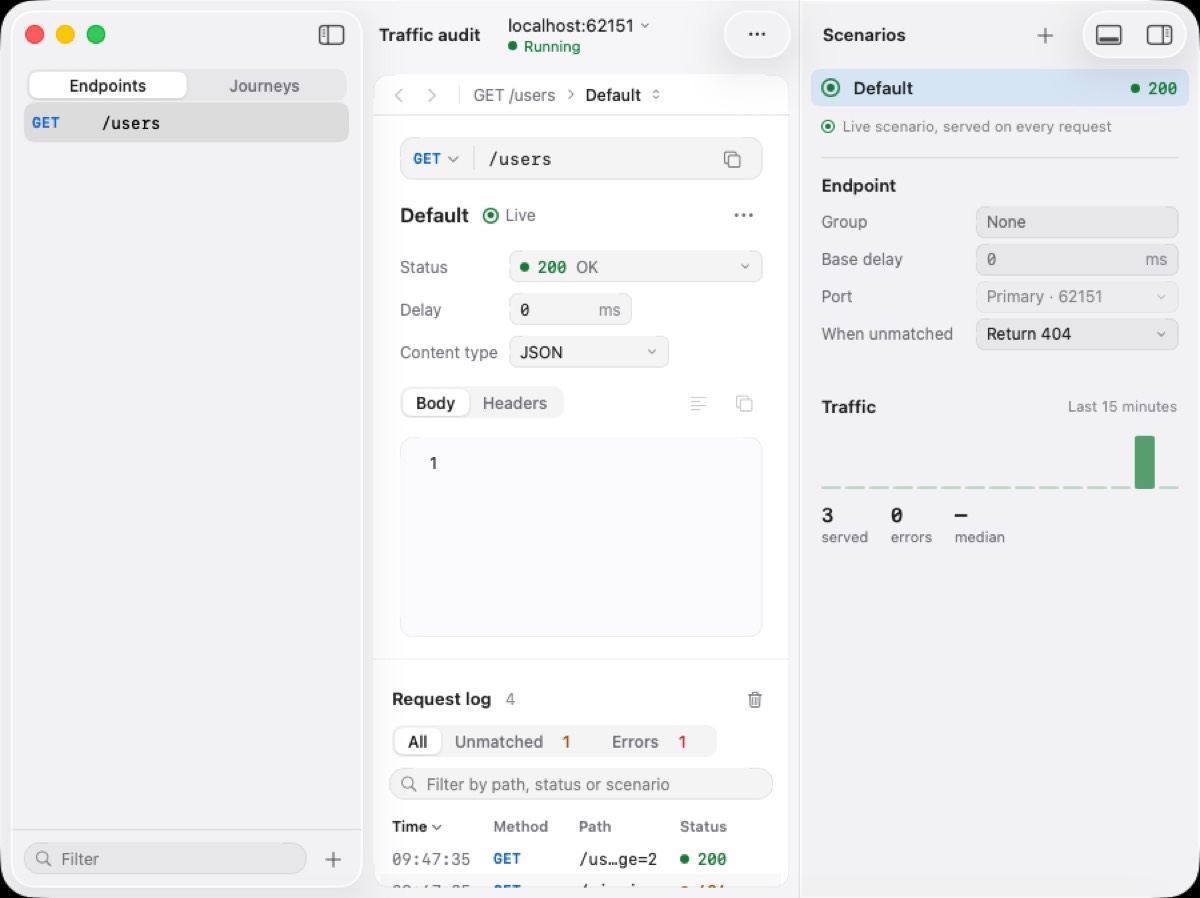 Endpoints
Journeys
GET /users
Filter
Traffic audit
localhost:62151
Running
GET /users
Default
GET /users
Default Live
Status 200 OK
Delay 0 ms
Content type JSON
Body Headers
1
Request log 4
All Unmatched 1 Errors 1
Filter by path, status or scenario
Time Method Path Status
09:47:35 GET /us…ge=2 200
Scenarios
Default 200
Live scenario, served on every request
Endpoint
Group None
Base delay 0 ms
Port Primary · 62151
When unmatched Return 404
Traffic Last 15 minutes
3 0 –
served errors median